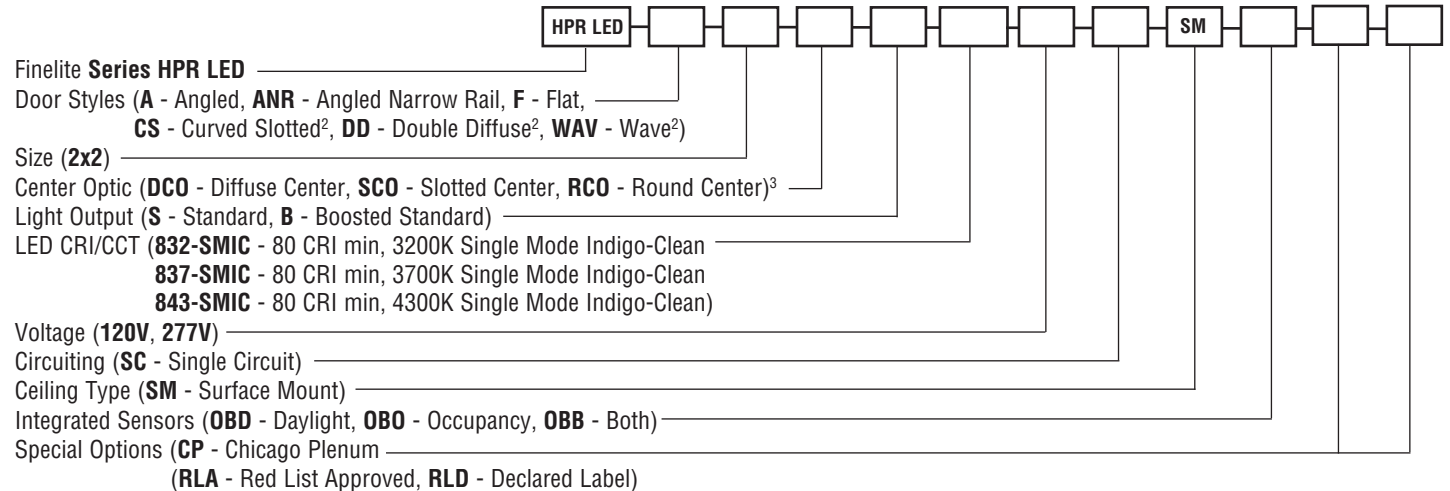 HPR LED SM
Finelite Series HPR LED
Door Styles (A - Angled, ANR - Angled Narrow Rail, F - Flat,
CS - Curved Slotted², DD - Double Diffuse², WAV - Wave²)
Size (2x2)
Center Optic (DCO - Diffuse Center, SCO - Slotted Center, RCO - Round Center)³
Light Output (S - Standard, B - Boosted Standard)
LED CRI/CCT (832-SMIC - 80 CRI min, 3200K Single Mode Indigo-Clean
837-SMIC - 80 CRI min, 3700K Single Mode Indigo-Clean
843-SMIC - 80 CRI min, 4300K Single Mode Indigo-Clean)
Voltage (120V, 277V)
Circuiting (SC - Single Circuit)
Ceiling Type (SM - Surface Mount)
Integrated Sensors (OBD - Daylight, OBO - Occupancy, OBB - Both)
Special Options (CP - Chicago Plenum
(RLA - Red List Approved, RLD - Declared Label)